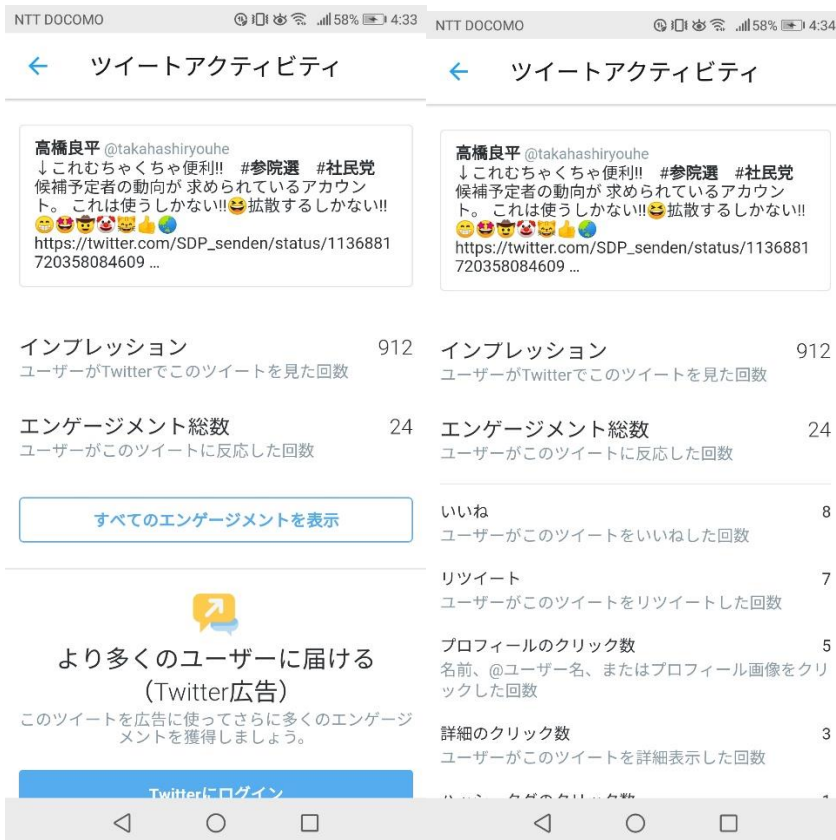 NTT DOCOMO 58% 4:33
ツイートアクティビティ
高橋良平 @takahashiryouhe
↓これむちゃくちゃ便利!! #参院選 #社民党
候補予定者の動向が 求められているアカウン
ト。 これは使うしかない!!😆拡散するしかない!!
😁🤩🤠🤡😸👍🌏
https://twitter.com/SDP_senden/status/1136881
720358084609 …
インプレッション 912
ユーザーがTwitterでこのツイートを見た回数
エンゲージメント総数 24
ユーザーがこのツイートに反応した回数
すべてのエンゲージメントを表示
より多くのユーザーに届ける
（Twitter広告）
このツイートを広告に使ってさらに多くのエンゲージ
メントを獲得しましょう。
Twitterにログイン
NTT DOCOMO 58% 4:34
ツイートアクティビティ
高橋良平 @takahashiryouhe
↓これむちゃくちゃ便利!! #参院選 #社民党
候補予定者の動向が 求められているアカウン
ト。 これは使うしかない!!😆拡散するしかない!!
😁🤩🤠🤡😸👍🌏
https://twitter.com/SDP_senden/status/1136881
720358084609 …
インプレッション 912
ユーザーがTwitterでこのツイートを見た回数
エンゲージメント総数 24
ユーザーがこのツイートに反応した回数
いいね 8
ユーザーがこのツイートをいいねした回数
リツイート 7
ユーザーがこのツイートをリツイートした回数
プロフィールのクリック数 5
名前、@ユーザー名、またはプロフィール画像をクリ
ックした回数
詳細のクリック数 3
ユーザーがこのツイートを詳細表示した回数